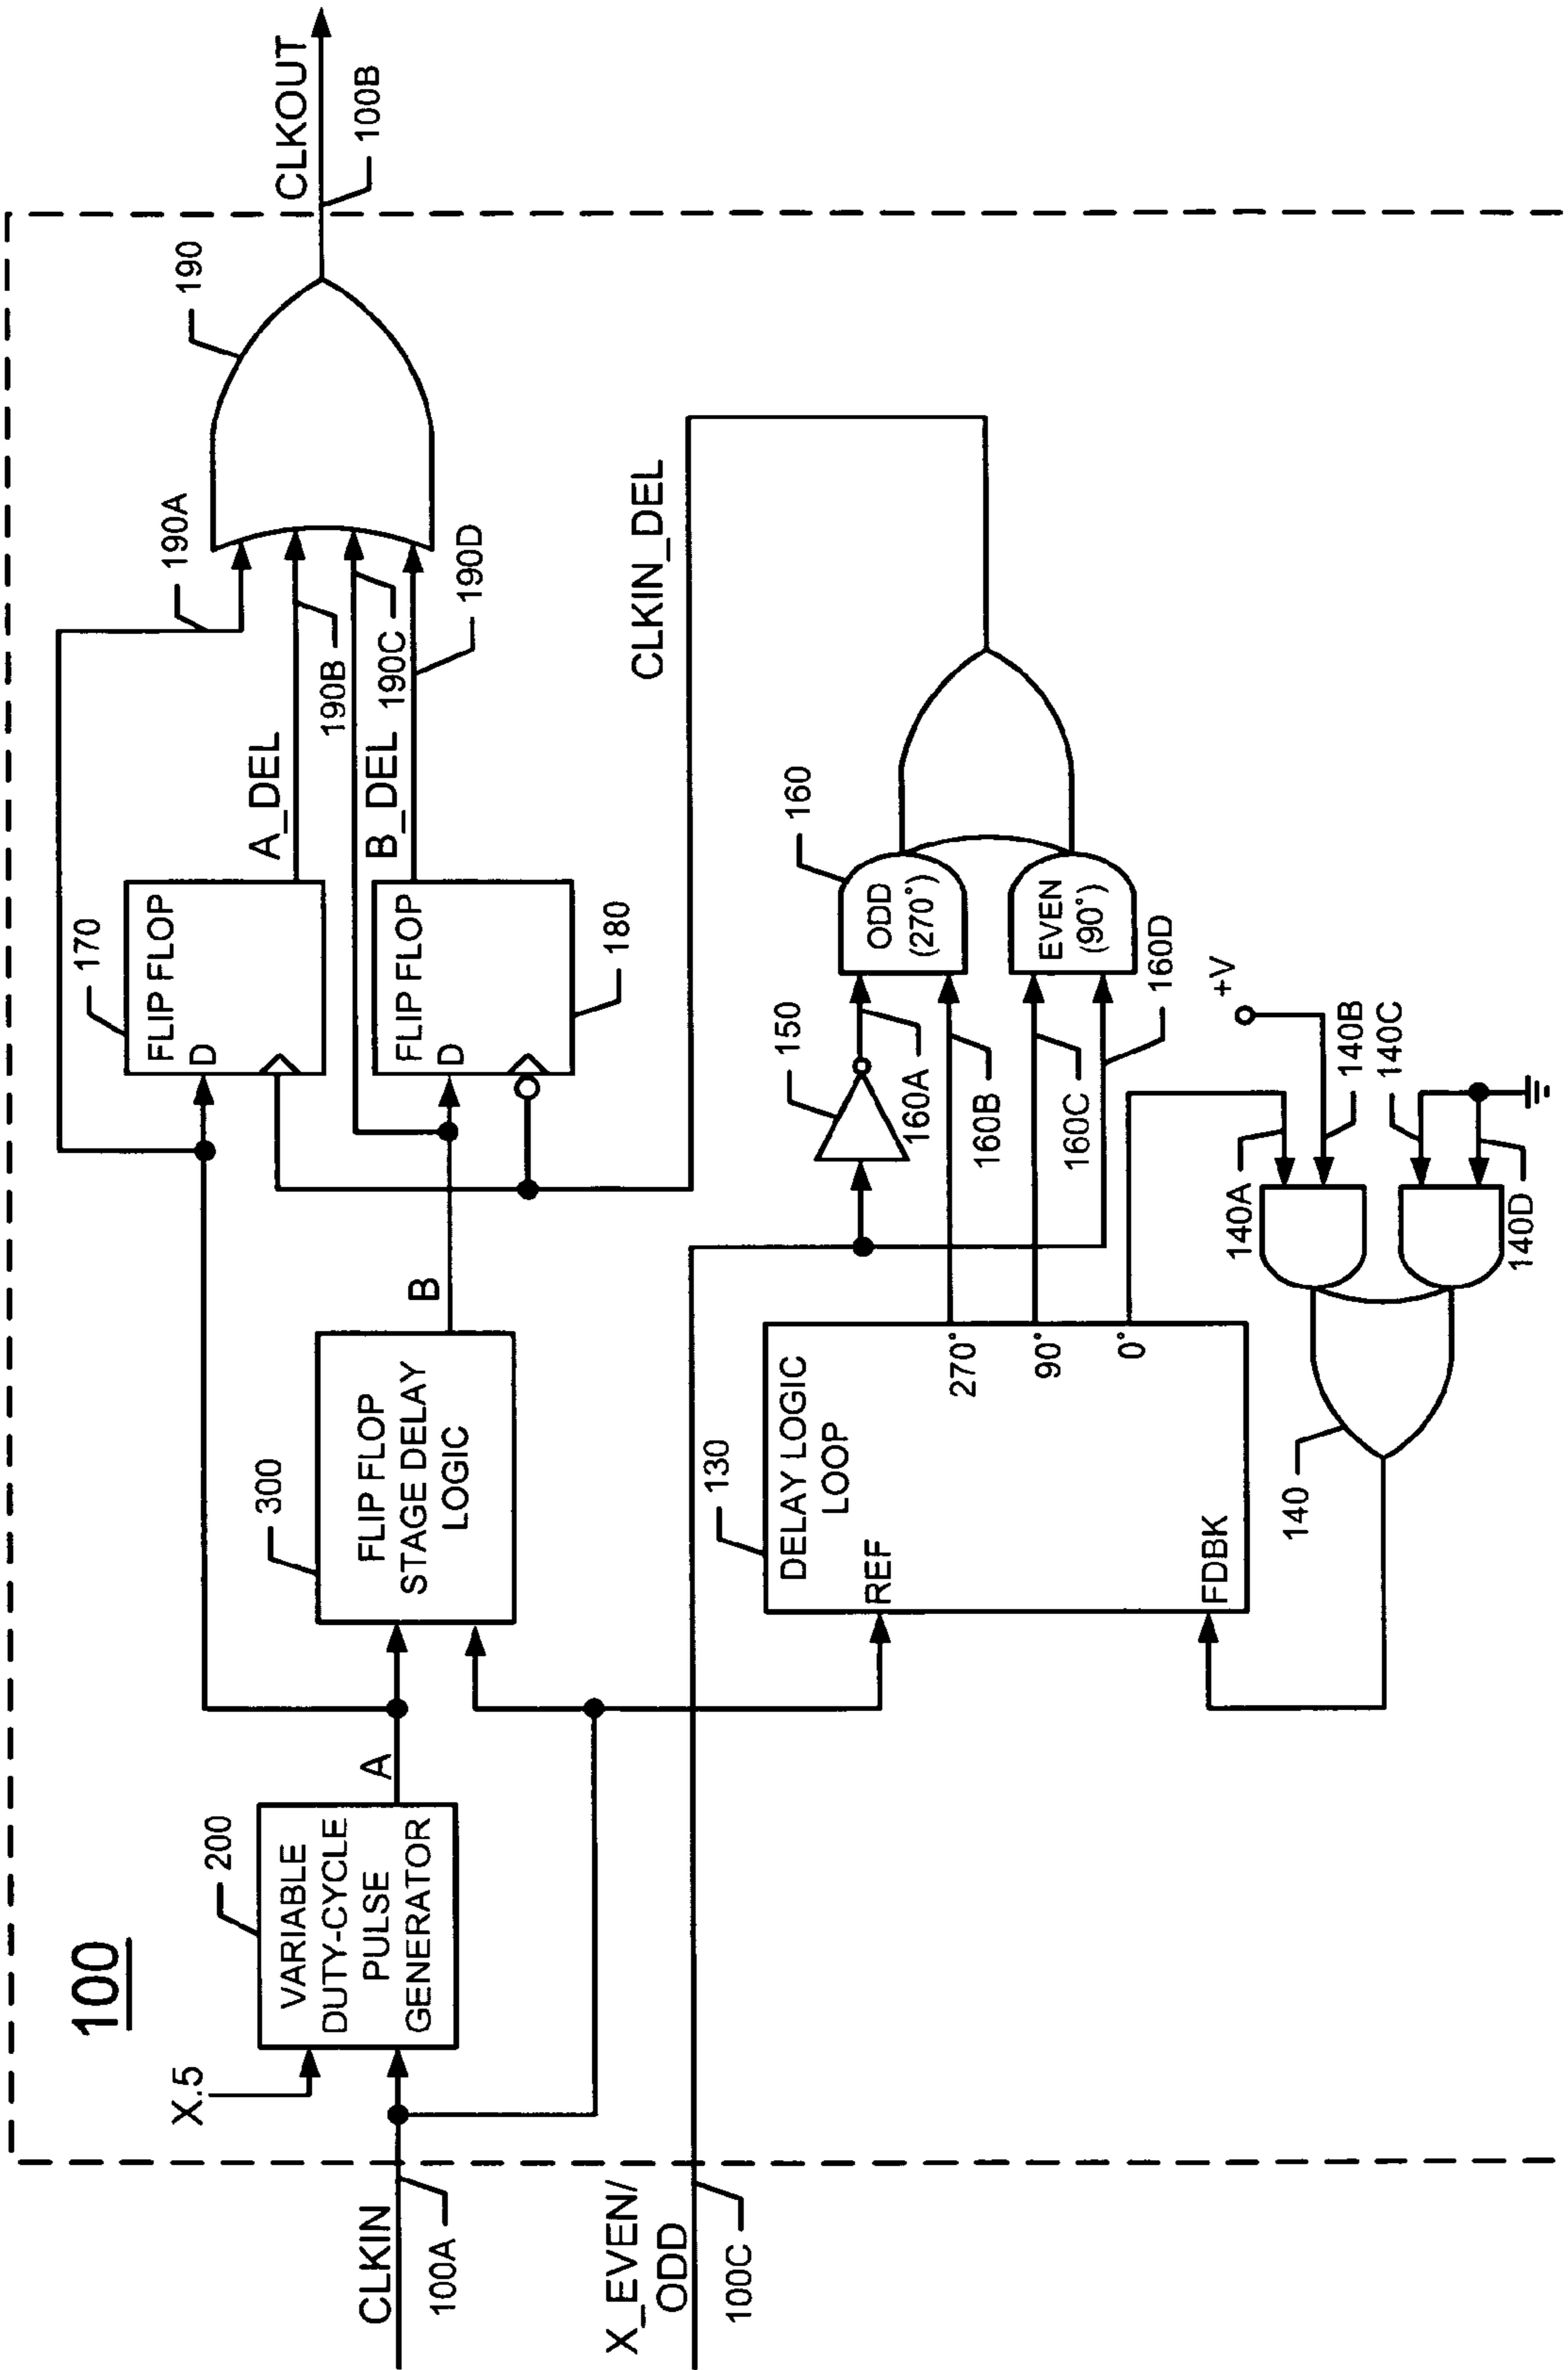 100
CLKIN
100A
X_EVEN/
ODD
100C
X.5
200
VARIABLE
DUTY-CYCLE
PULSE
GENERATOR
A
300
FLIP FLOP
STAGE DELAY
LOGIC
B
170
FLIP FLOP
D
A_DEL
FLIP FLOP
D
180
B_DEL
190A
190B
190C
190D
190
CLKOUT
100B
CLKIN_DEL
130
DELAY LOGIC
LOOP
REF
FDBK
270°
90°
0°
150
160A
160B
160C
160D
160
ODD
(270°)
EVEN
(90°)
+V
140A
140B
140C
140D
140